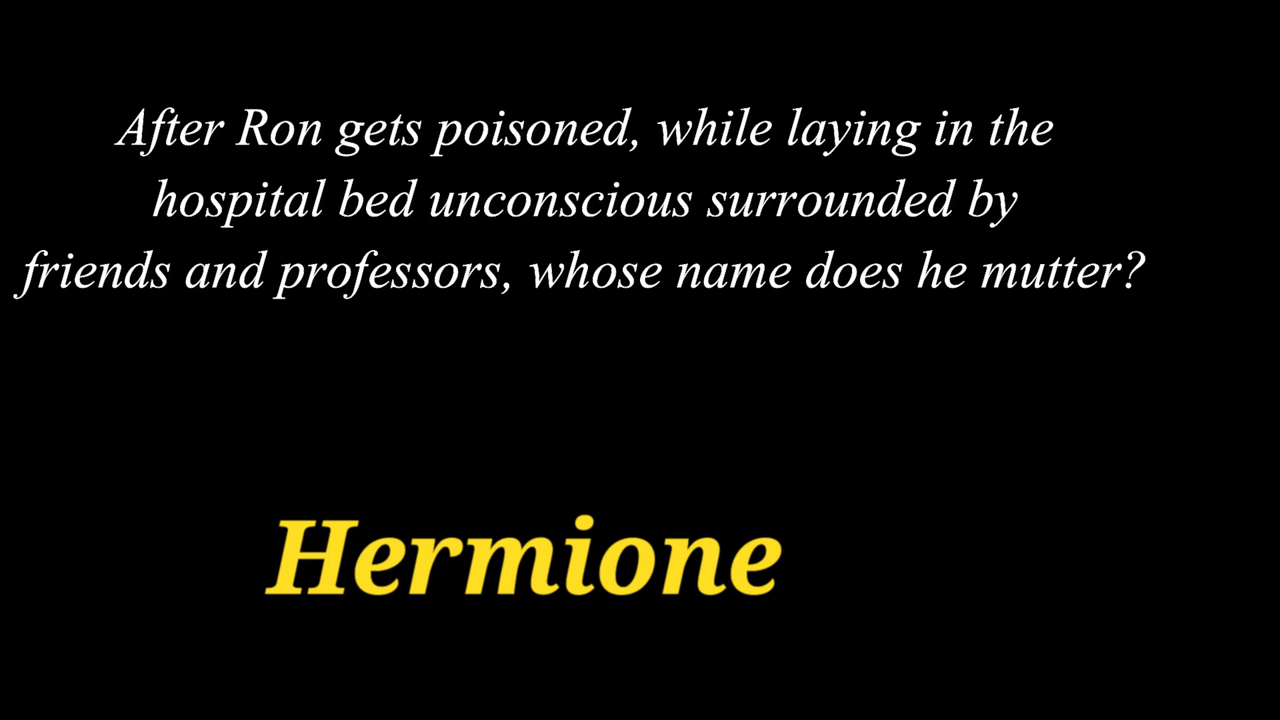 After Ron gets poisoned, while laying in the
hospital bed unconscious surrounded by
friends and professors, whose name does he mutter?
Hermione